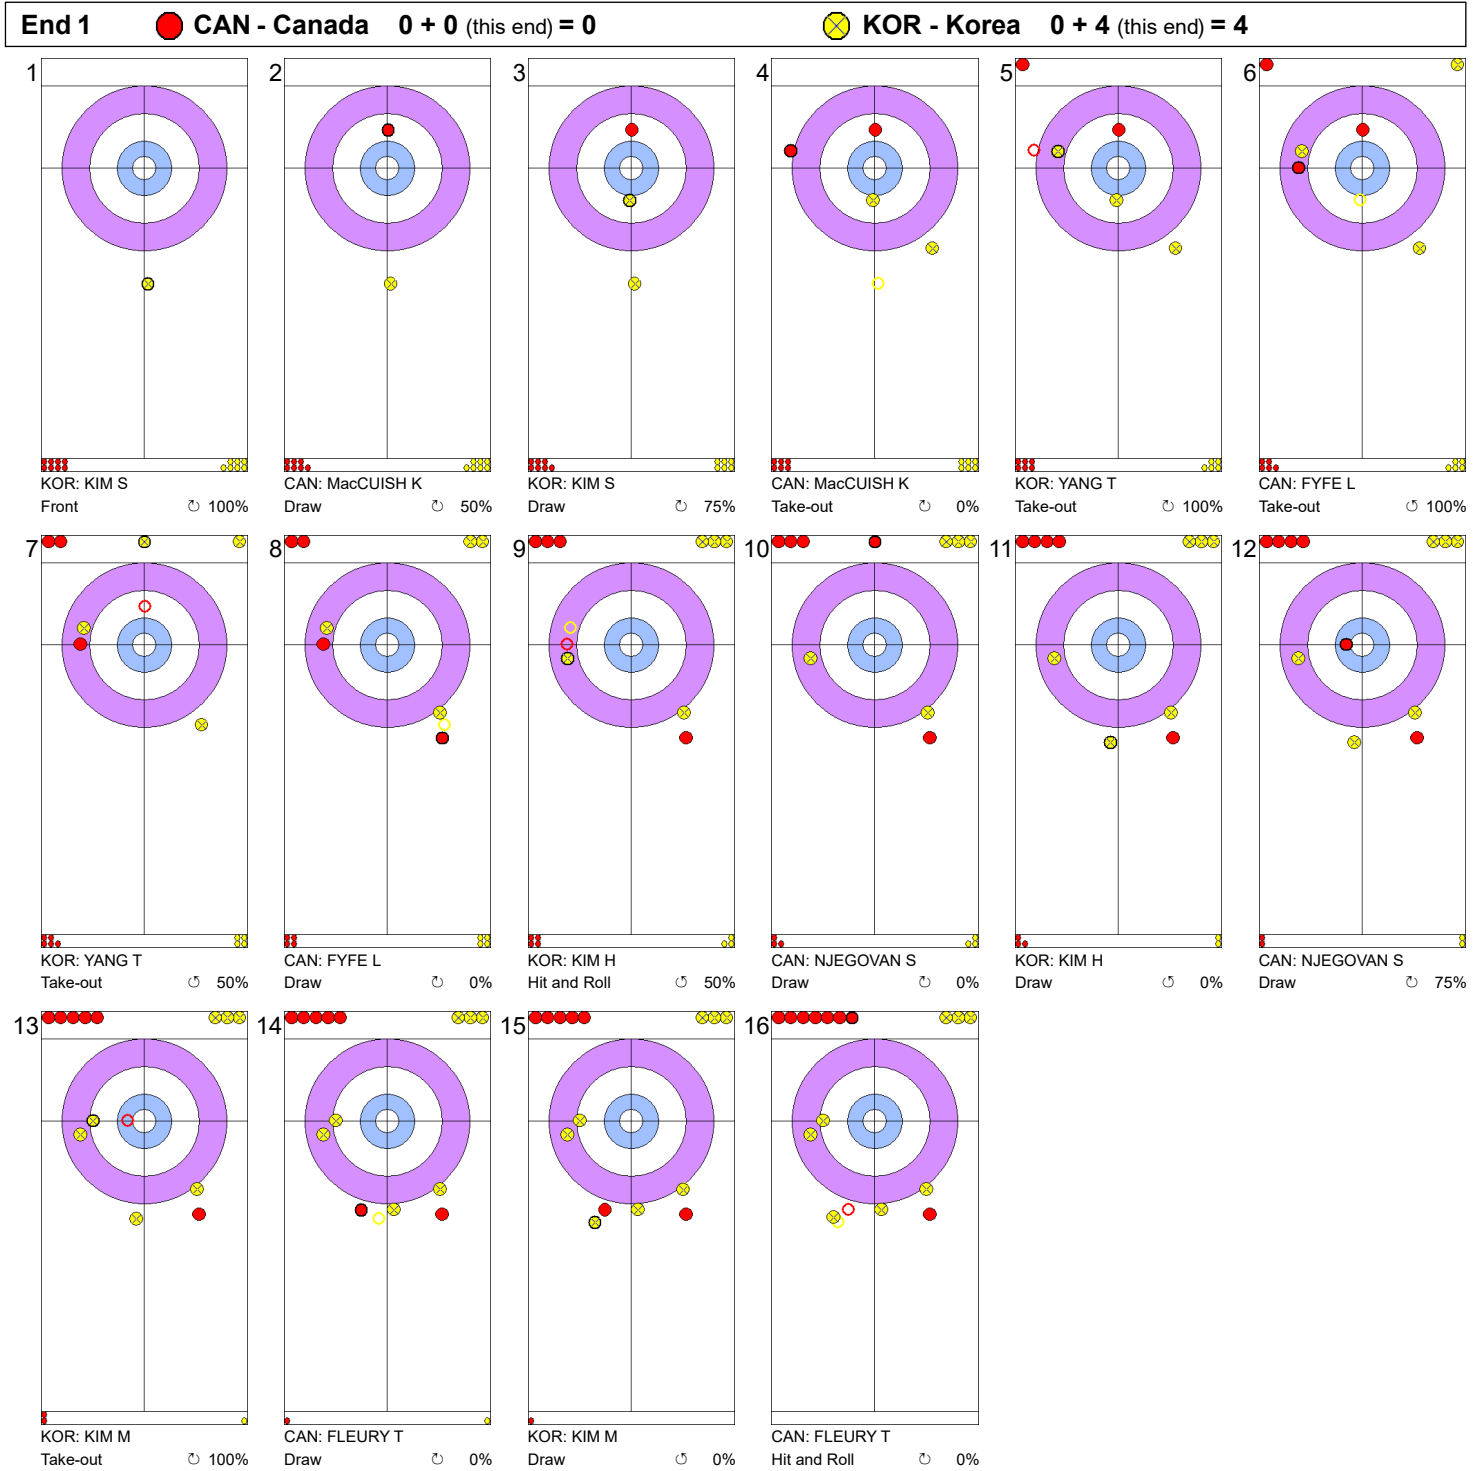 End 1 CAN - Canada 0 + 0 (this end) = 0 KOR - Korea 0 + 4 (this end) = 4
1 2 3 4 5 6
KOR: KIM S CAN: MacCUISH K KOR: KIM S CAN: MacCUISH K KOR: YANG T CAN: FYFE L
Front ↻ 100% Draw ↻ 50% Draw ↻ 75% Take-out ↻ 0% Take-out ↻ 100% Take-out ↻ 100%
7 8 9 10 11 12
KOR: YANG T CAN: FYFE L KOR: KIM H CAN: NJEGOVAN S KOR: KIM H CAN: NJEGOVAN S
Take-out ↺ 50% Draw ↻ 0% Hit and Roll ↺ 50% Draw ↻ 0% Draw ↺ 0% Draw ↺ 75%
13 14 15 16
KOR: KIM M CAN: FLEURY T KOR: KIM M CAN: FLEURY T
Take-out ↻ 100% Draw ↻ 0% Draw ↺ 0% Hit and Roll ↻ 0%